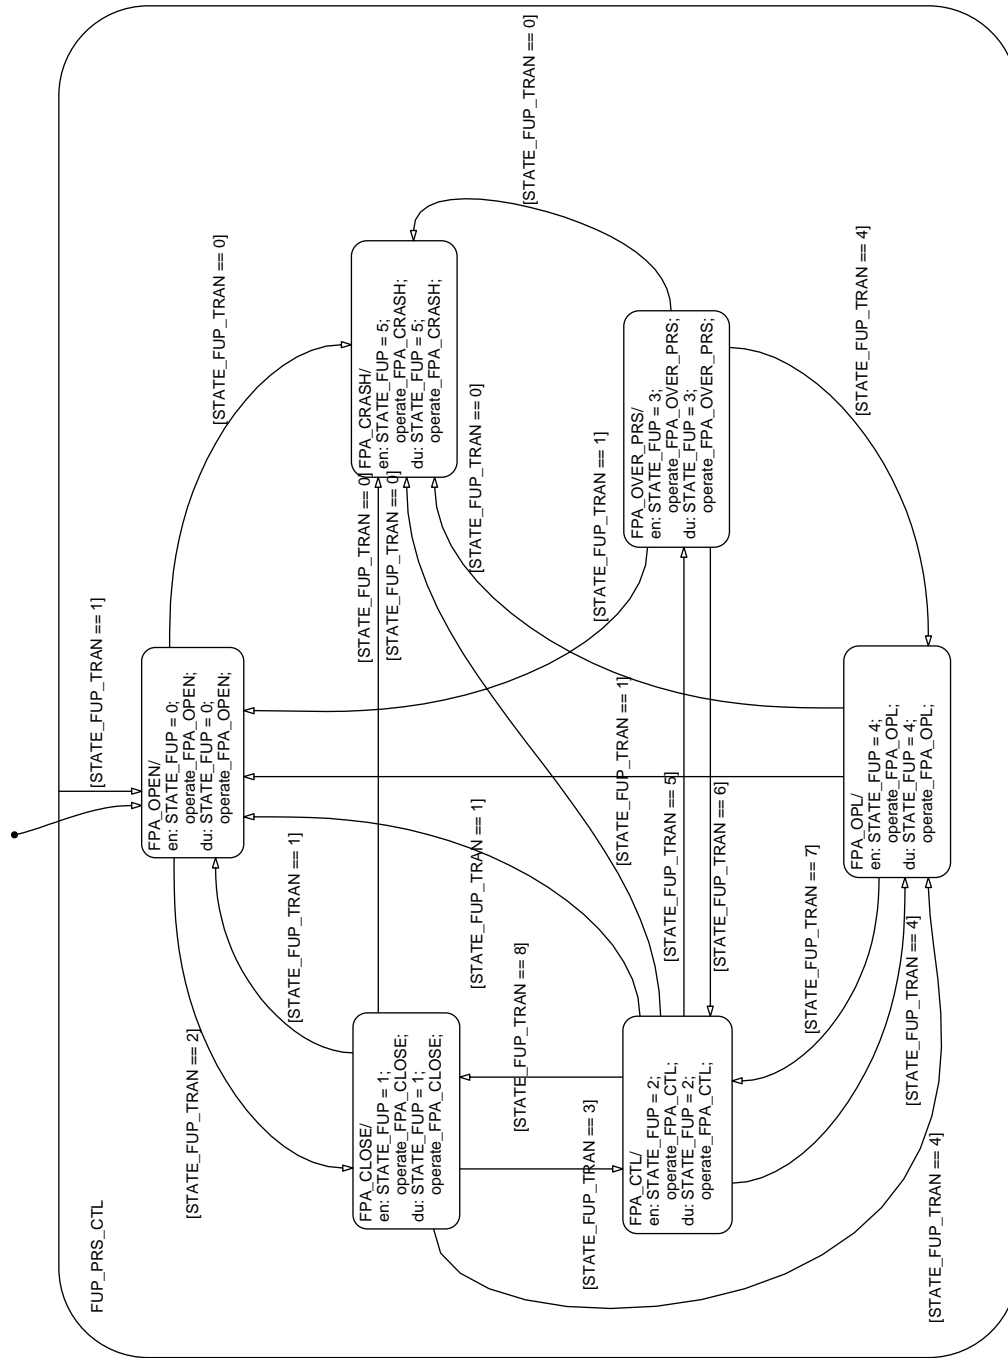 FUP_PRS_CTL
[STATE_FUP_TRAN == 1]
FPA_OPEN/
en: STATE_FUP = 0;
operate_FPA_OPEN;
du: STATE_FUP = 0;
operate_FPA_OPEN;
[STATE_FUP_TRAN == 2]
[STATE_FUP_TRAN == 0]
[STATE_FUP_TRAN == 1]
FPA_CLOSE/
en: STATE_FUP = 1;
operate_FPA_CLOSE;
du: STATE_FUP = 1;
operate_FPA_CLOSE;
[STATE_FUP_TRAN == 0]
[STATE_FUP_TRAN == 0]
FPA_CRASH/
en: STATE_FUP = 5;
operate_FPA_CRASH;
du: STATE_FUP = 5;
operate_FPA_CRASH;
[STATE_FUP_TRAN == 1]
[STATE_FUP_TRAN == 0]
[STATE_FUP_TRAN == 8]
[STATE_FUP_TRAN == 0]
[STATE_FUP_TRAN == 3]
[STATE_FUP_TRAN == 1]
[STATE_FUP_TRAN == 1]
FPA_CTL/
en: STATE_FUP = 2;
operate_FPA_CTL;
du: STATE_FUP = 2;
operate_FPA_CTL;
FPA_OVER_PRS/
en: STATE_FUP = 3;
operate_FPA_OVER_PRS;
du: STATE_FUP = 3;
operate_FPA_OVER_PRS;
[STATE_FUP_TRAN == 5]
[STATE_FUP_TRAN == 6]
[STATE_FUP_TRAN == 7]
[STATE_FUP_TRAN == 4]
FPA_OPL/
en: STATE_FUP = 4;
operate_FPA_OPL;
du: STATE_FUP = 4;
operate_FPA_OPL;
[STATE_FUP_TRAN == 4]
[STATE_FUP_TRAN == 4]